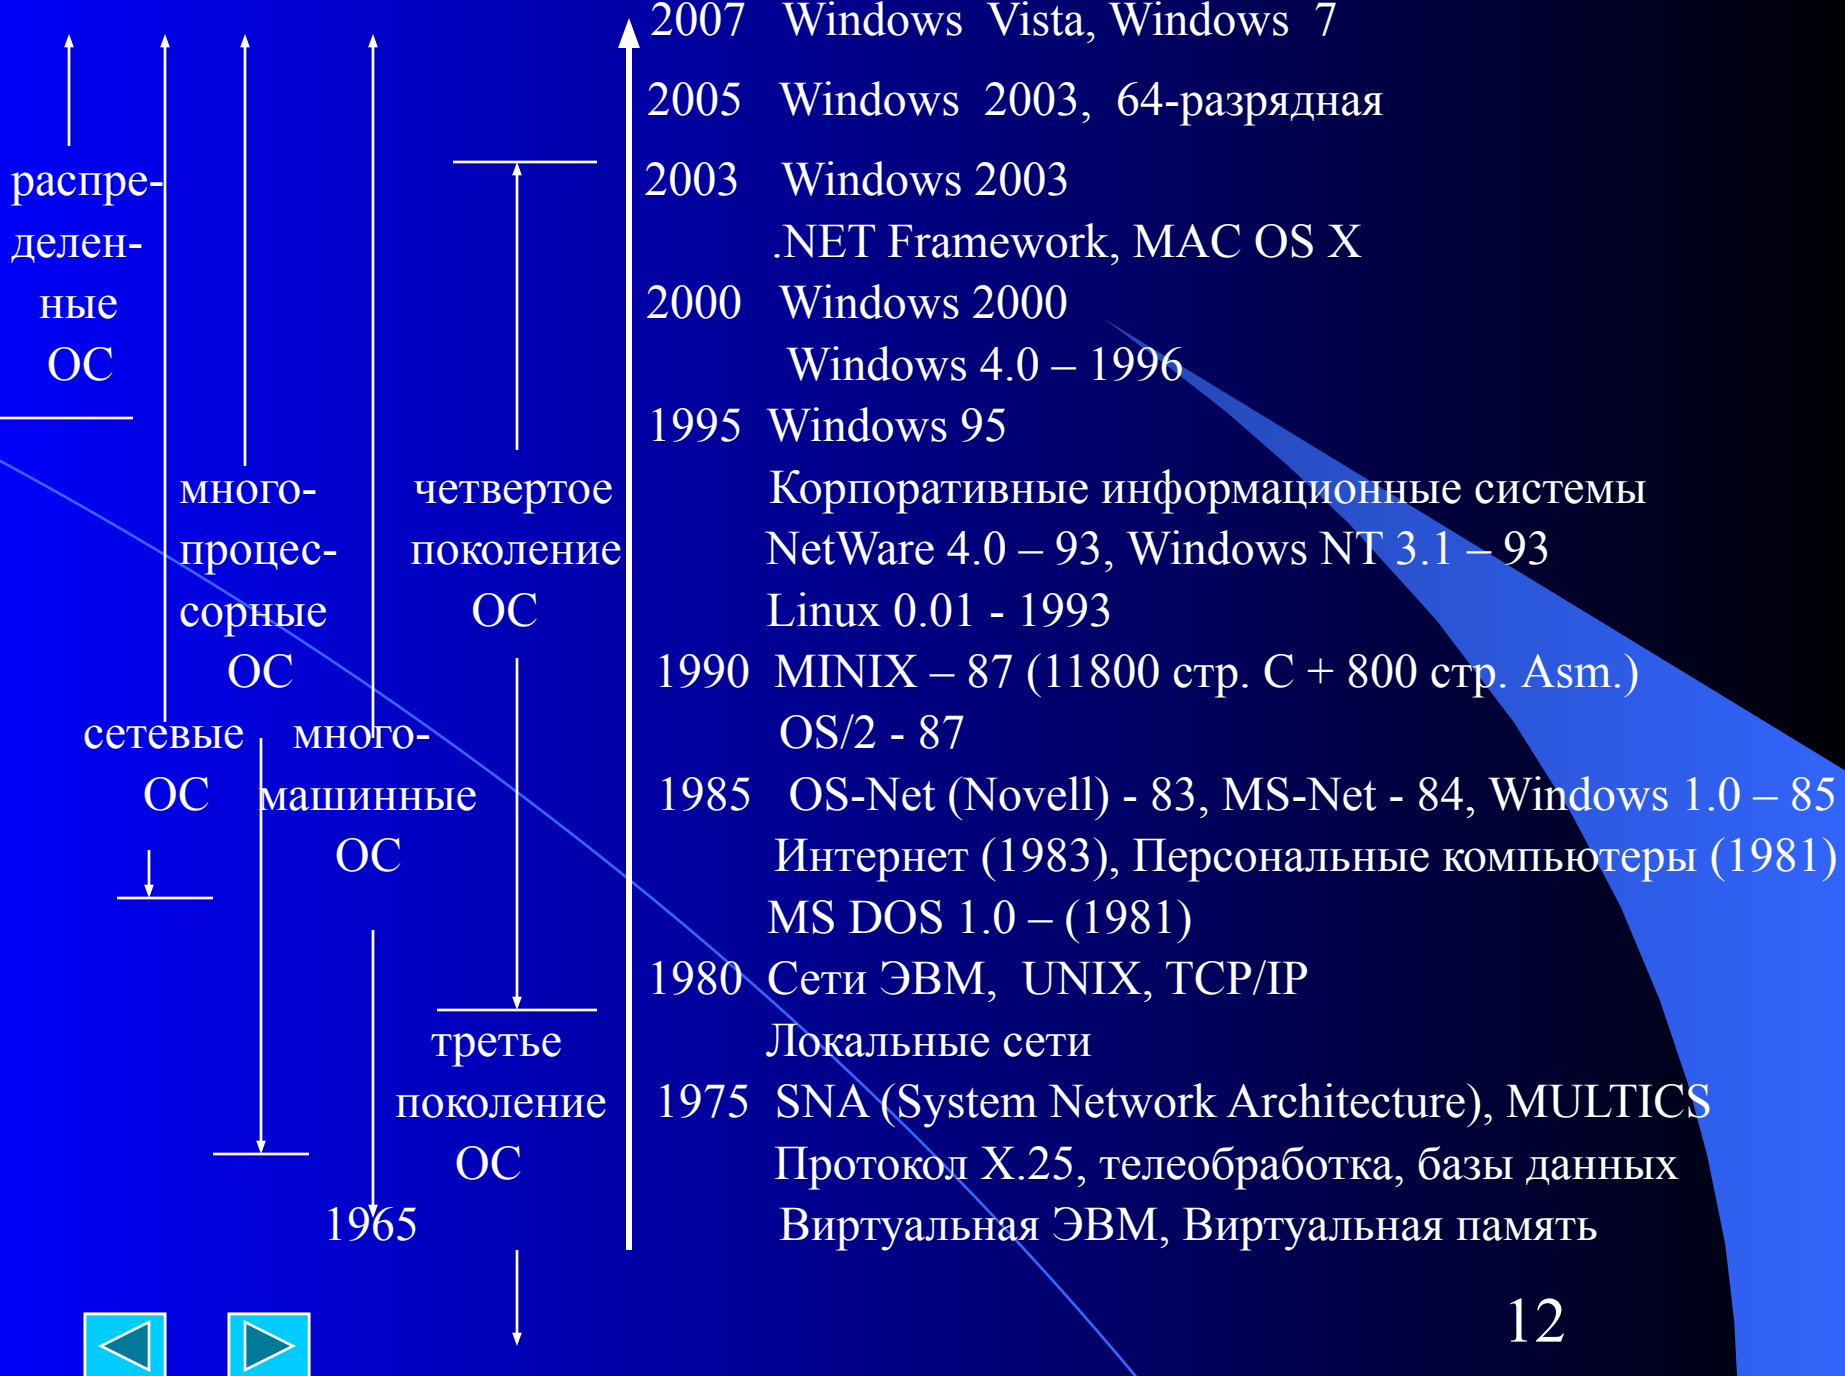 2007 Windows Vista, Windows 7
2005 Windows 2003, 64-разрядная
распре-
делен-
ные
ОС
2003 Windows 2003
.NET Framework, MAC OS X
2000 Windows 2000
Windows 4.0 – 1996
1995 Windows 95
много-
процес-
сорные
ОС
четвертое
поколение
ОС
Корпоративные информационные системы
NetWare 4.0 – 93, Windows NT 3.1 – 93
Linux 0.01 - 1993
1990 MINIX – 87 (11800 стр. С + 800 стр. Asm.)
OS/2 - 87
сетевые
ОС
много-
машинные
ОС
1985 OS-Net (Novell) - 83, MS-Net - 84, Windows 1.0 – 85
Интернет (1983), Персональные компьютеры (1981)
MS DOS 1.0 – (1981)
1980 Сети ЭВМ, UNIX, TCP/IP
Локальные сети
третье
поколение
ОС
1975 SNA (System Network Architecture), MULTICS
Протокол X.25, телеобработка, базы данных
1965
Виртуальная ЭВМ, Виртуальная память
12